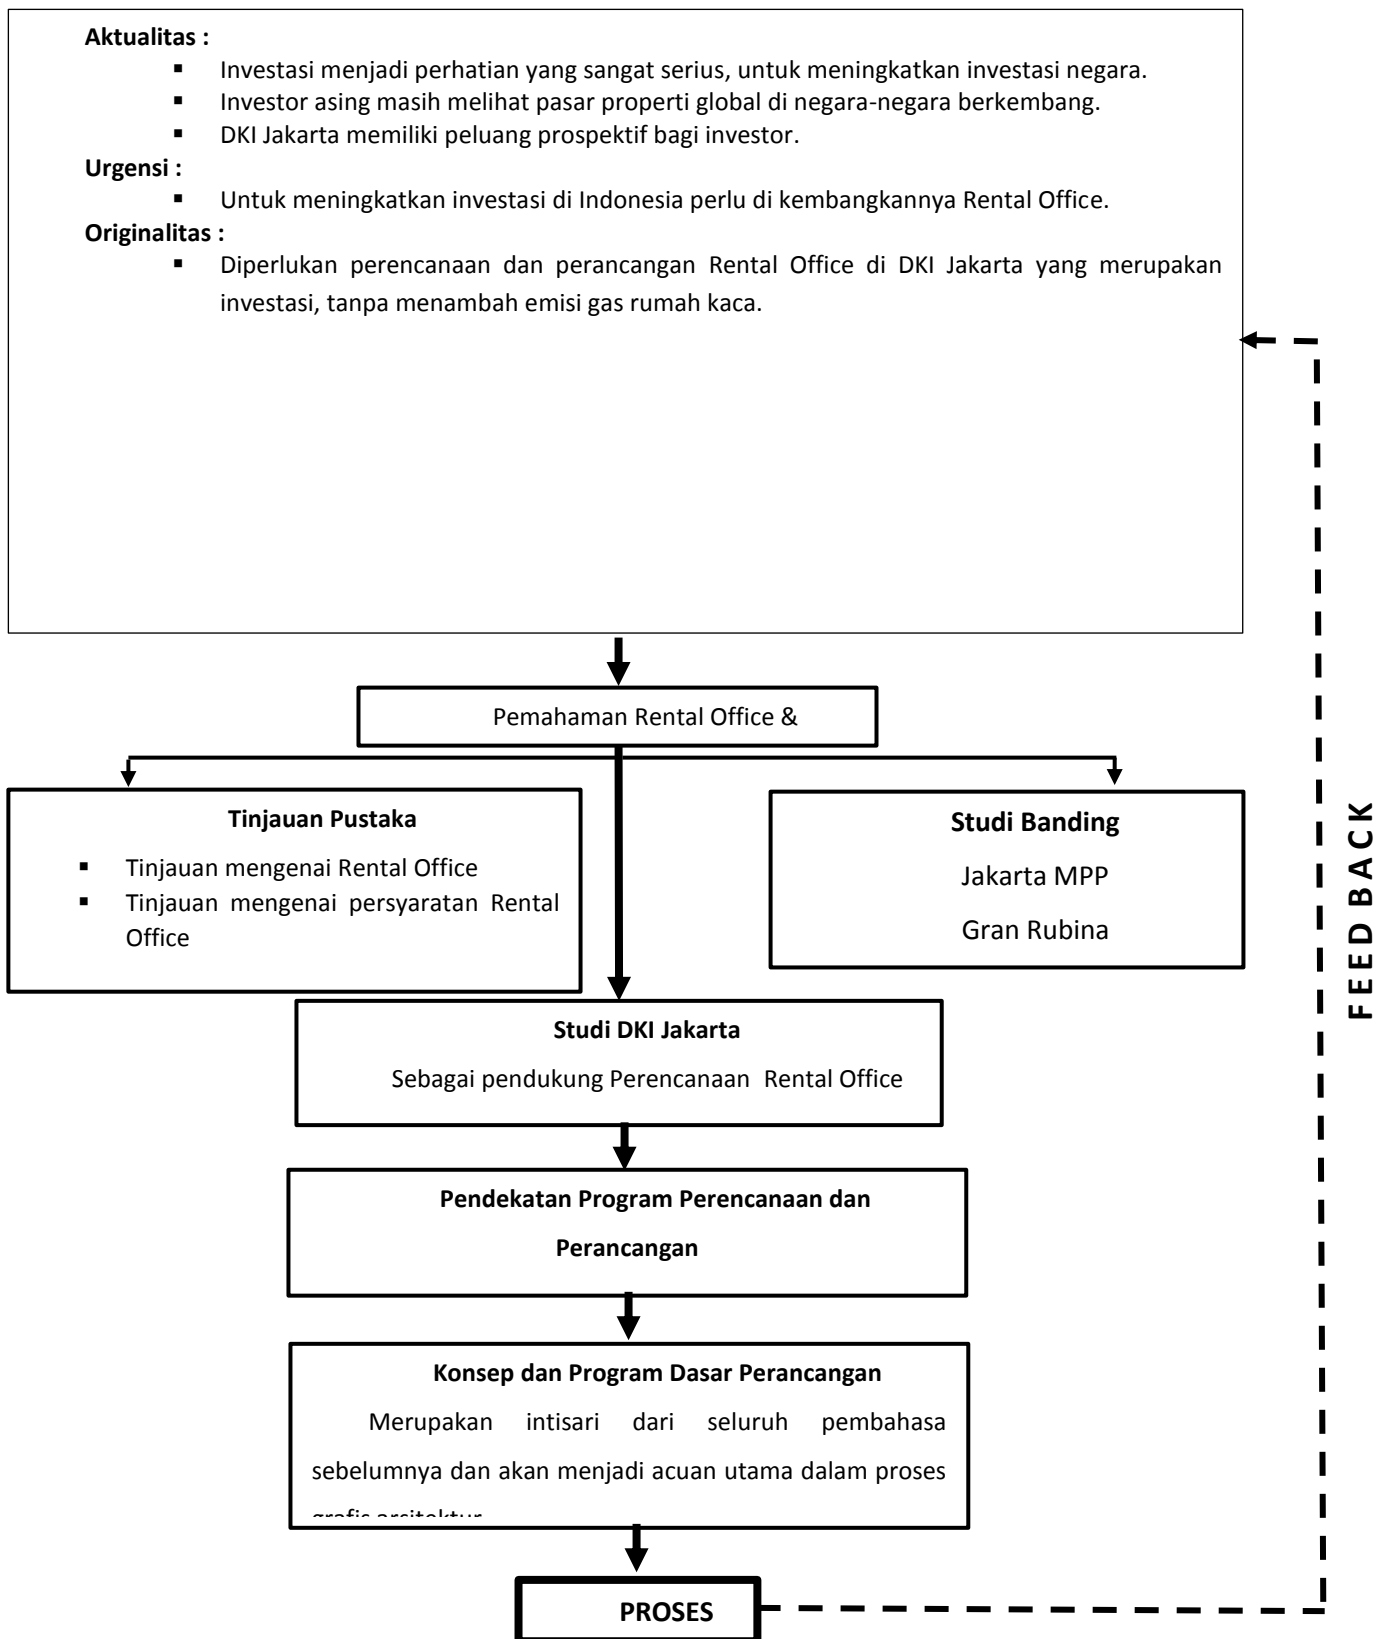 Aktualitas :
▪ Investasi menjadi perhatian yang sangat serius, untuk meningkatkan investasi negara.
▪ Investor asing masih melihat pasar properti global di negara-negara berkembang.
▪ DKI Jakarta memiliki peluang prospektif bagi investor.
Urgensi :
▪ Untuk meningkatkan investasi di Indonesia perlu di kembangkannya Rental Office.
Originalitas :
▪ Diperlukan perencanaan dan perancangan Rental Office di DKI Jakarta yang merupakan
investasi, tanpa menambah emisi gas rumah kaca.
Pemahaman Rental Office &
Tinjauan Pustaka
▪ Tinjauan mengenai Rental Office
▪ Tinjauan mengenai persyaratan Rental
Office
Studi Banding
Jakarta MPP
Gran Rubina
FEED BACK
Studi DKI Jakarta
Sebagai pendukung Perencanaan Rental Office
Pendekatan Program Perencanaan dan
Perancangan
Konsep dan Program Dasar Perancangan
Merupakan intisari dari seluruh pembahasa
sebelumnya dan akan menjadi acuan utama dalam proses
grafis arsitektur
PROSES